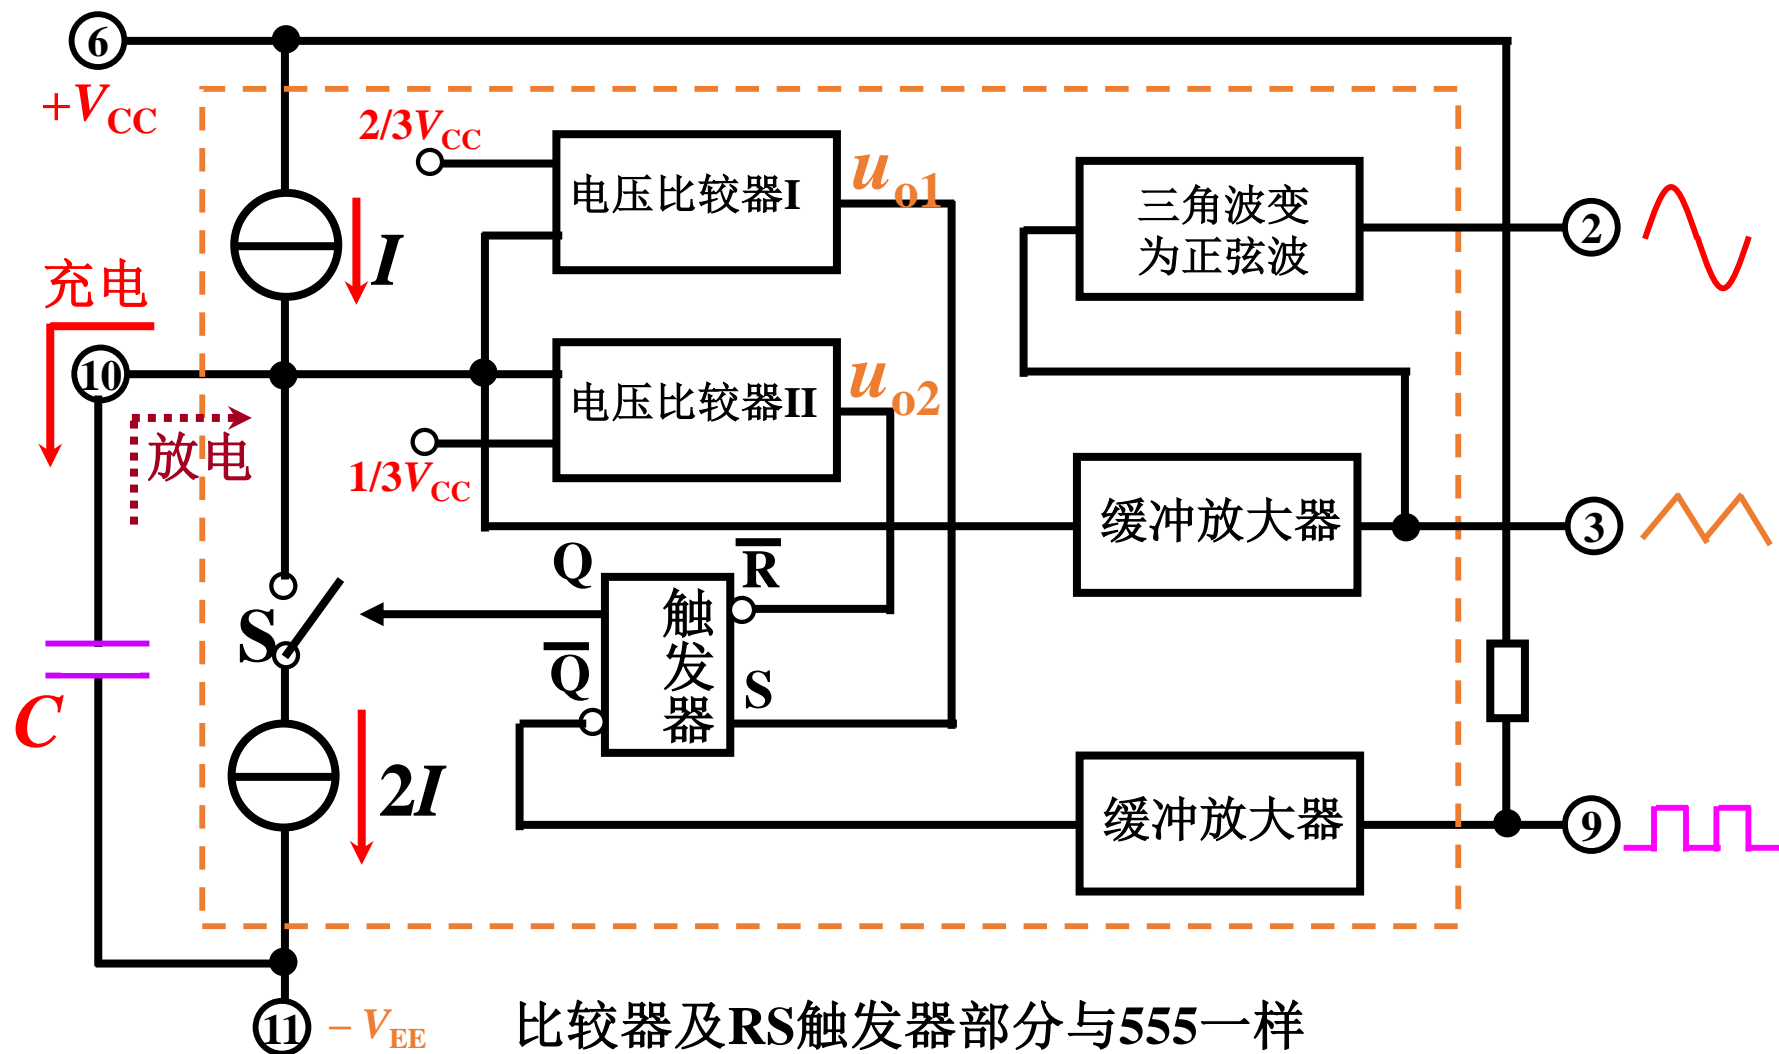 6
+VCC
2/3VCC
电压比较器I
uo1
三角波变
为正弦波
2
I
充电
10
放电
电压比较器II
uo2
1/3VCC
缓冲放大器
3
Q
R̅
S
触发器
Q̅
S
C
2I
缓冲放大器
9
11
– VEE
比较器及RS触发器部分与555一样